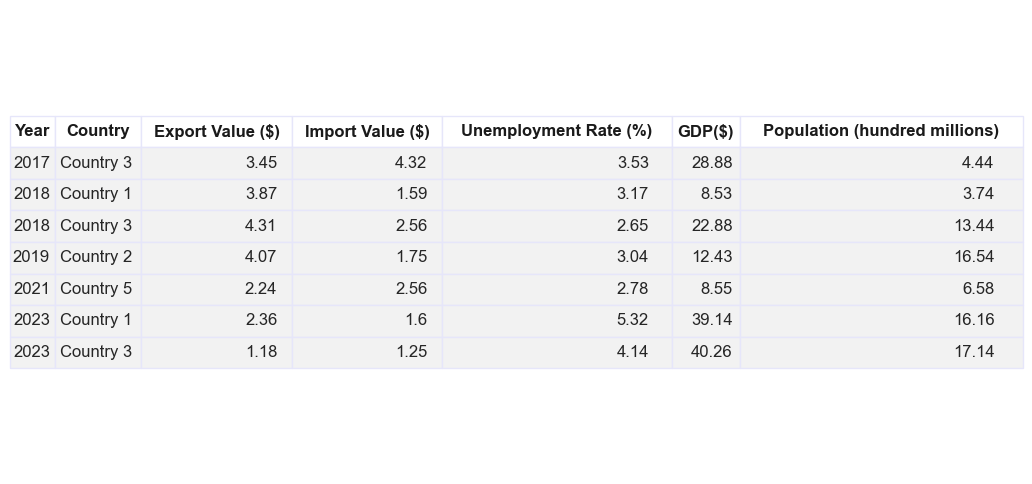 Year Country Export Value ($) Import Value ($) Unemployment Rate (%) GDP($) Population (hundred millions)
2017 Country 3 3.45 4.32 3.53 28.88 4.44
2018 Country 1 3.87 1.59 3.17 8.53 3.74
2018 Country 3 4.31 2.56 2.65 22.88 13.44
2019 Country 2 4.07 1.75 3.04 12.43 16.54
2021 Country 5 2.24 2.56 2.78 8.55 6.58
2023 Country 1 2.36 1.6 5.32 39.14 16.16
2023 Country 3 1.18 1.25 4.14 40.26 17.14